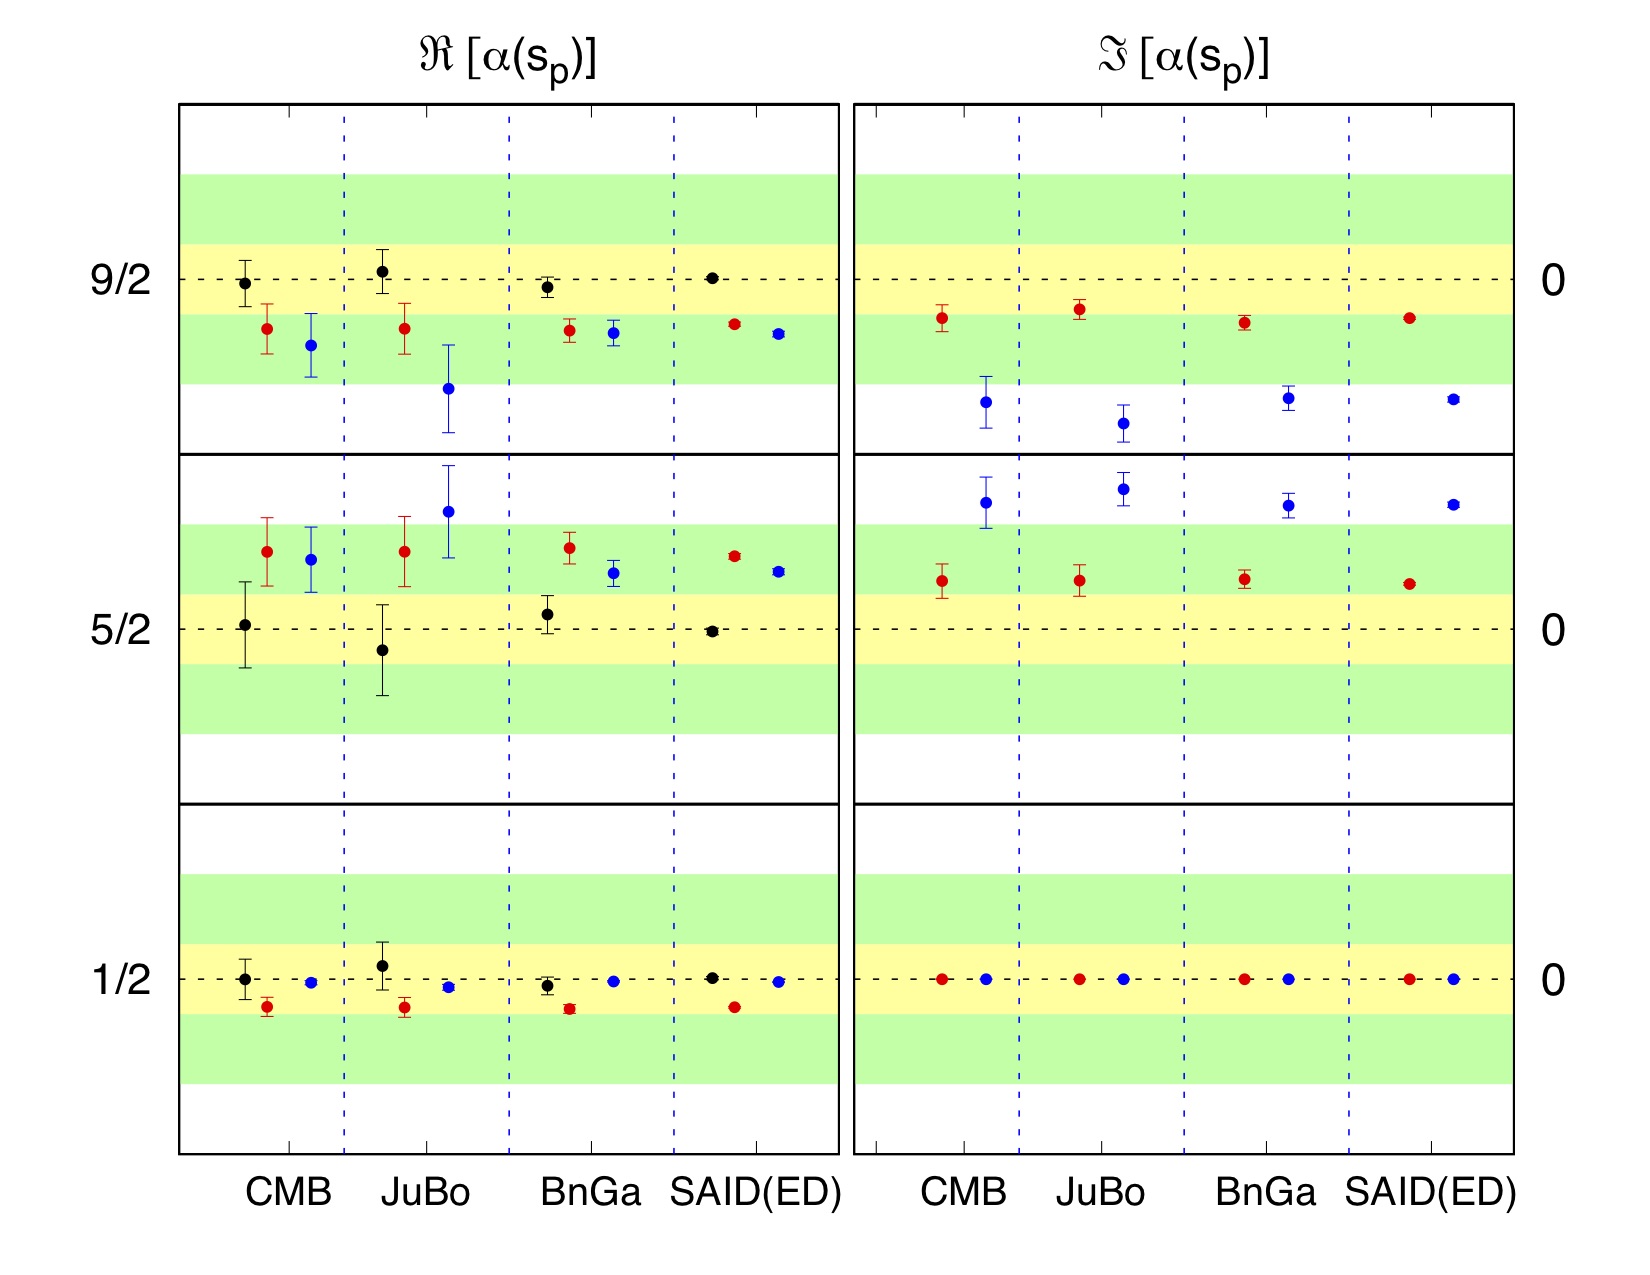 ℜ [α(sₚ)] ℑ [α(sₚ)]
9/2 0
5/2 0
1/2 0
CMB JuBo BnGa SAID(ED) CMB JuBo BnGa SAID(ED)